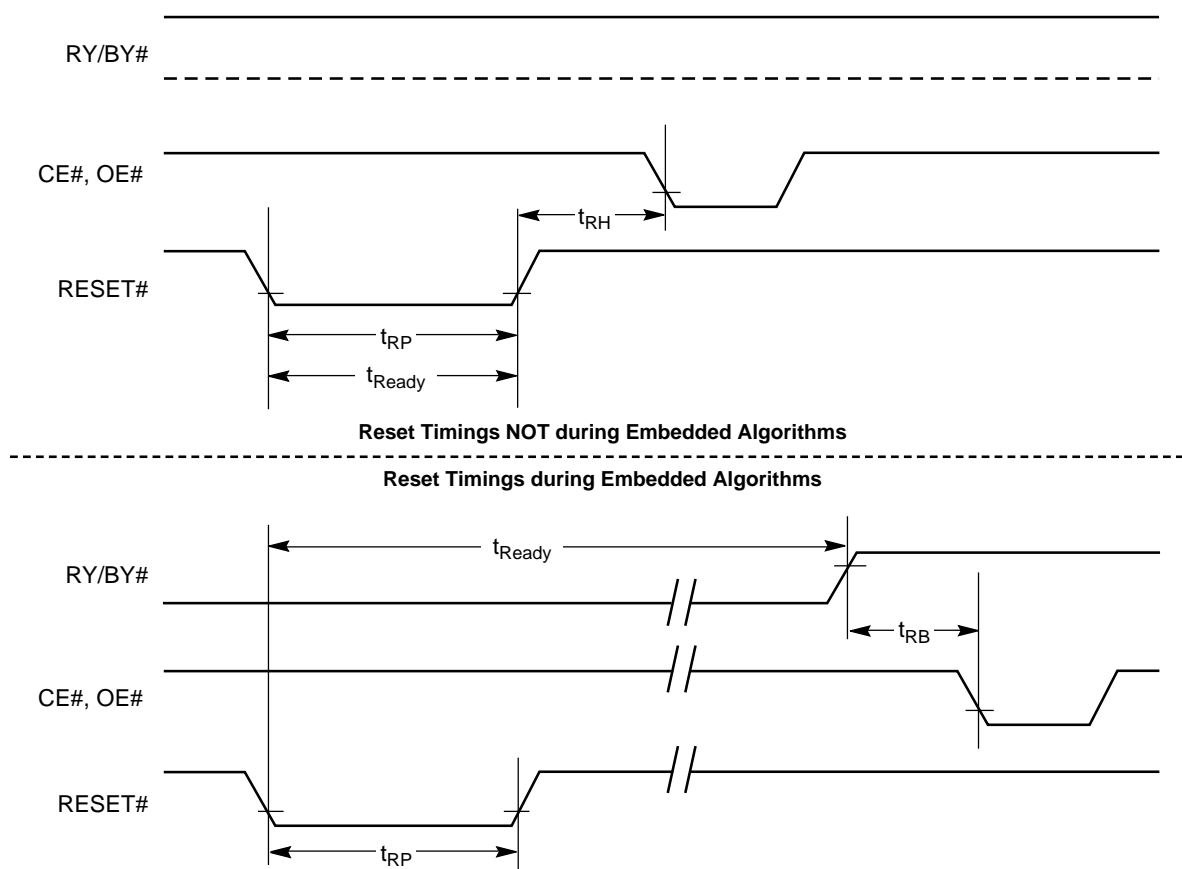 RY/BY#
CE#, OE#
tRH
RESET#
tRP
tReady
Reset Timings NOT during Embedded Algorithms
Reset Timings during Embedded Algorithms
tReady
RY/BY#
tRB
CE#, OE#
RESET#
tRP